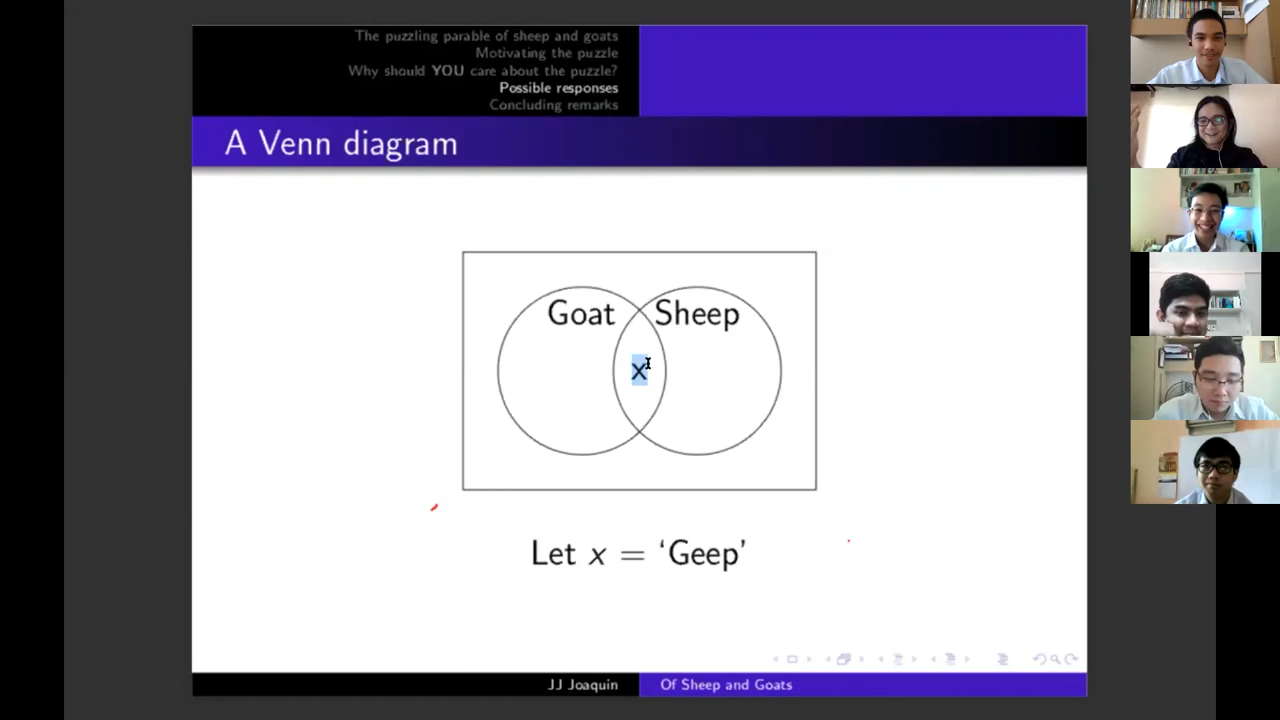 The puzzling parable of sheep and goats
Motivating the puzzle
Why should YOU care about the puzzle?
Possible responses
Concluding remarks
A Venn diagram
Goat Sheep
x
Let x = ‘Geep’
JJ Joaquin Of Sheep and Goats